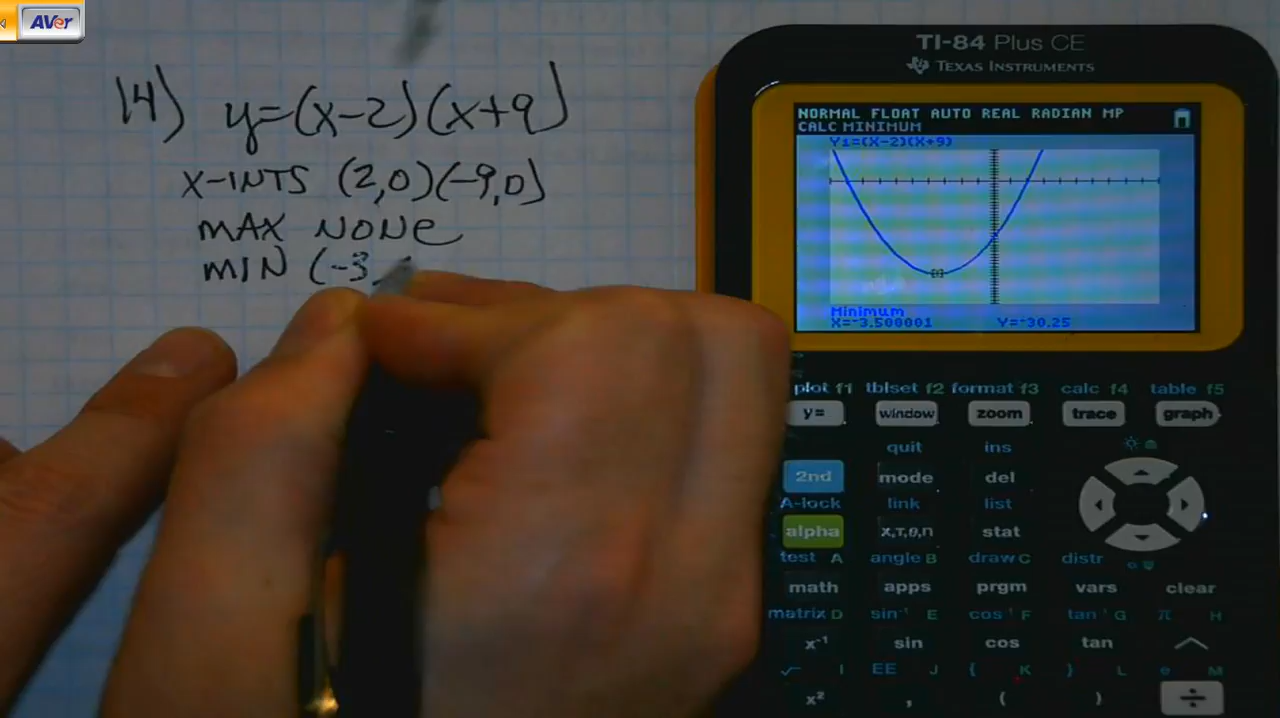 AVer
14) y=(x-2)(x+9)
X-INTS (2,0)(-9,0)
MAX NONE
MIN (-3
TI-84 Plus CE
TEXAS INSTRUMENTS
NORMAL FLOAT AUTO REAL RADIAN MP
CALC MINIMUM
Y1=(X-2)(X+9)
Minimum
X=-3.500001 Y=-30.25
plot f1 tblset f2 format f3 calc f4 table f5
y= window zoom trace graph
quit ins
2nd mode del
A-lock link list
alpha X,T,θ,n stat
test A angle B draw C distr
math apps prgm vars clear
matrix D sin⁻¹ E cos⁻¹ F tan⁻¹ G π H
x⁻¹ sin cos tan ^
√ I EE J { K } L e M
x² , ( ) ÷